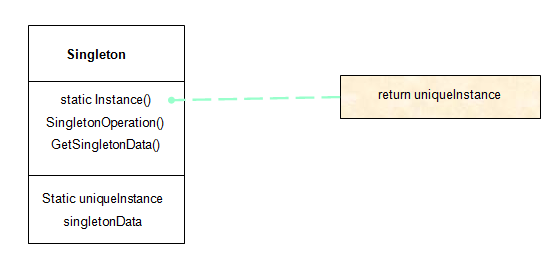 Singleton
static Instance()
SingletonOperation()
GetSingletonData()
return uniqueInstance
Static uniqueInstance
singletonData